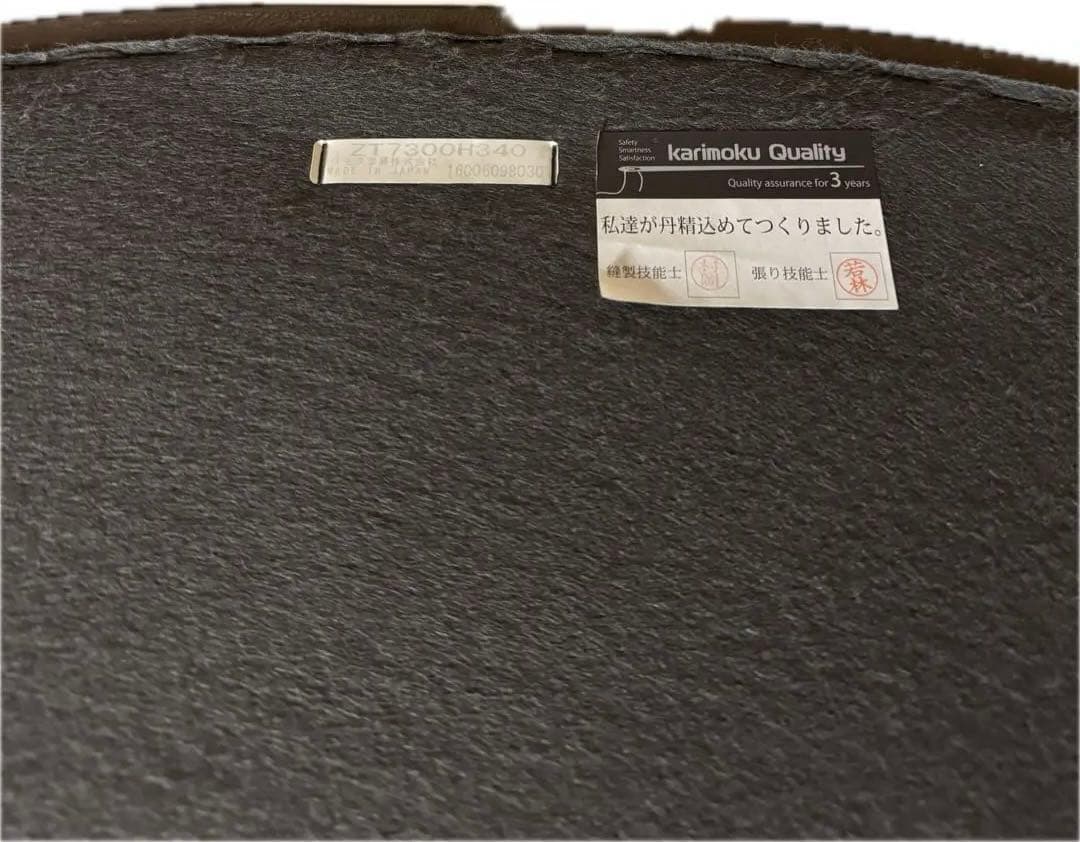 ZT7300H340
MADE IN JAPAN 16006098030
Safety
Smartness
Satisfaction
karimoku Quality
Quality assurance for 3 years
私達が丹精込めてつくりました。
縫製技能士
張り技能士 若林